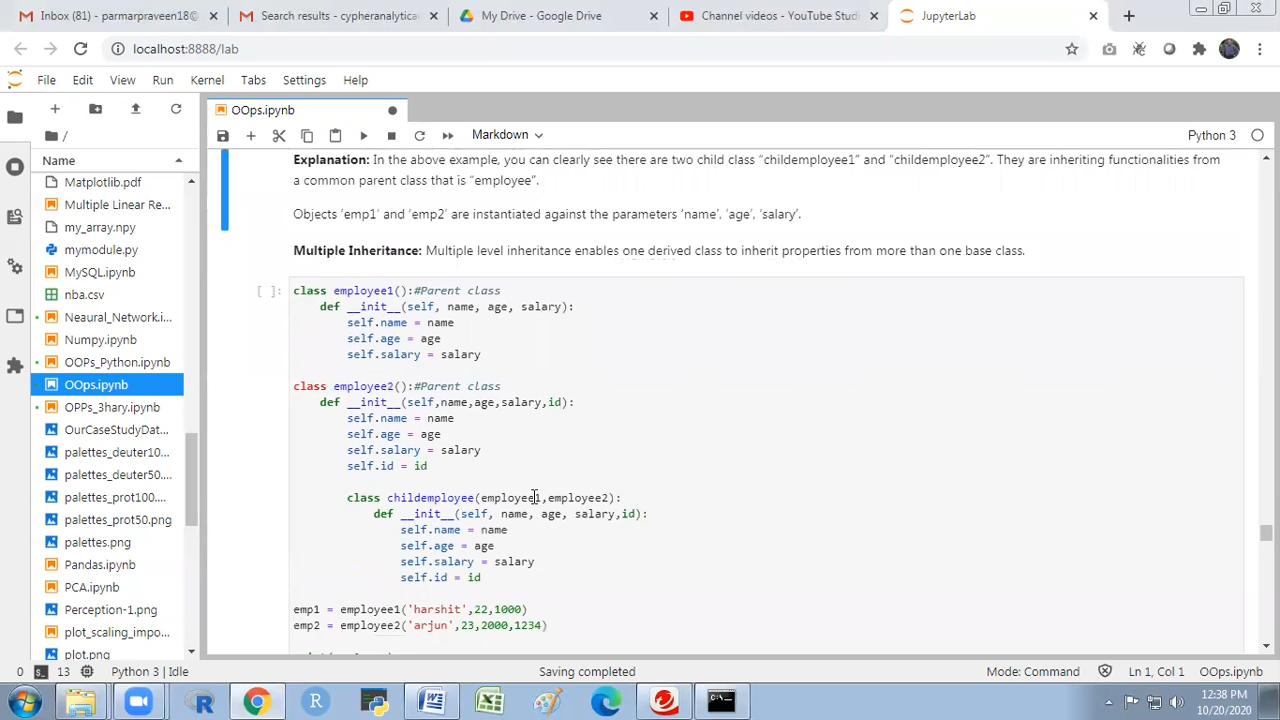 Inbox (81) - parmarpraveen18@
Search results - cypheranalytica
My Drive - Google Drive
Channel videos - YouTube Studi
JupyterLab
localhost:8888/lab
File Edit View Run Kernel Tabs Settings Help
OOps.ipynb
Markdown
Python 3
/
Name
Matplotlib.pdf
Multiple Linear Re...
my_array.npy
mymodule.py
MySQL.ipynb
nba.csv
Neaural_Network.i...
Numpy.ipynb
OOPs_Python.ipynb
OOps.ipynb
OPPs_3hary.ipynb
OurCaseStudyDat...
palettes_deuter10...
palettes_deuter50....
palettes_prot100....
palettes_prot50.png
palettes.png
Pandas.ipynb
PCA.ipynb
Perception-1.png
plot_scaling_impo...
plot.png
Explanation: In the above example, you can clearly see there are two child class “childemployee1” and “childemployee2”. They are inheriting functionalities from
a common parent class that is “employee”.
Objects ‘emp1’ and ‘emp2’ are instantiated against the parameters ‘name’, ‘age’, ‘salary’.
Multiple Inheritance: Multiple level inheritance enables one derived class to inherit properties from more than one base class.
[ ]:
class employee1():#Parent class
def __init__(self, name, age, salary):
self.name = name
self.age = age
self.salary = salary
class employee2():#Parent class
def __init__(self,name,age,salary,id):
self.name = name
self.age = age
self.salary = salary
self.id = id
class childemployee(employee1,employee2):
def __init__(self, name, age, salary,id):
self.name = name
self.age = age
self.salary = salary
self.id = id
emp1 = employee1('harshit',22,1000)
emp2 = employee2('arjun',23,2000,1234)
0 13 Python 3 | Idle
Saving completed
Mode: Command
Ln 1, Col 1
OOps.ipynb
12:38 PM
10/20/2020